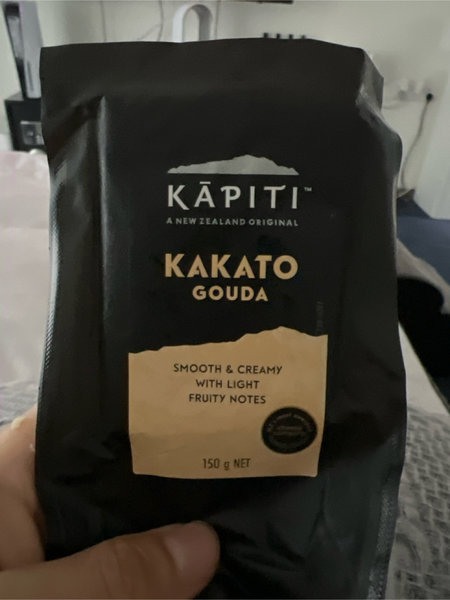 KĀPITI™
A NEW ZEALAND ORIGINAL
KAKATO
GOUDA
SMOOTH & CREAMY
WITH LIGHT
FRUITY NOTES
150 g NET